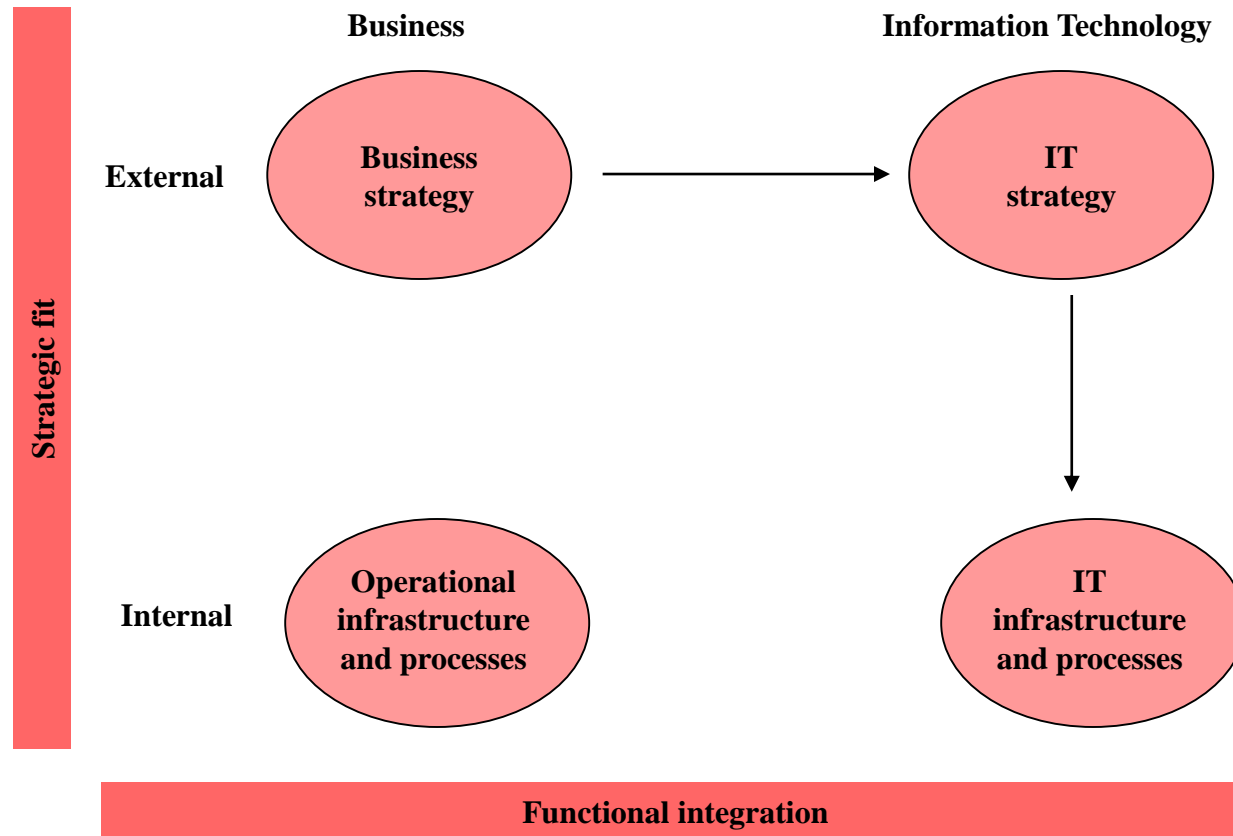 Business
Information Technology
External
Business
strategy
IT
strategy
Strategic fit
Internal
Operational
infrastructure
and processes
IT
infrastructure
and processes
Functional integration